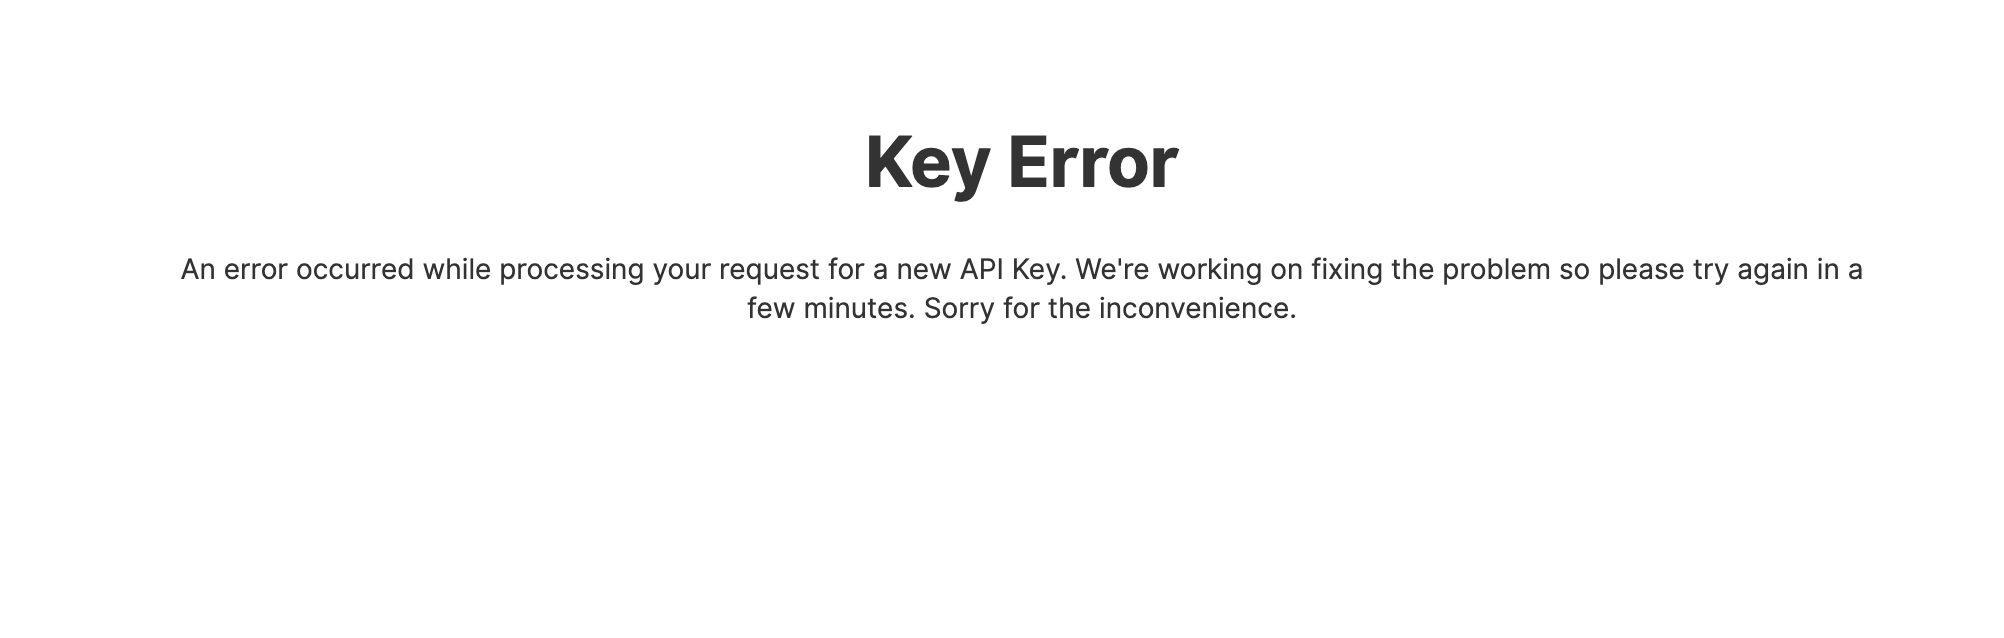 Key Error
An error occurred while processing your request for a new API Key. We're working on fixing the problem so please try again in a
few minutes. Sorry for the inconvenience.